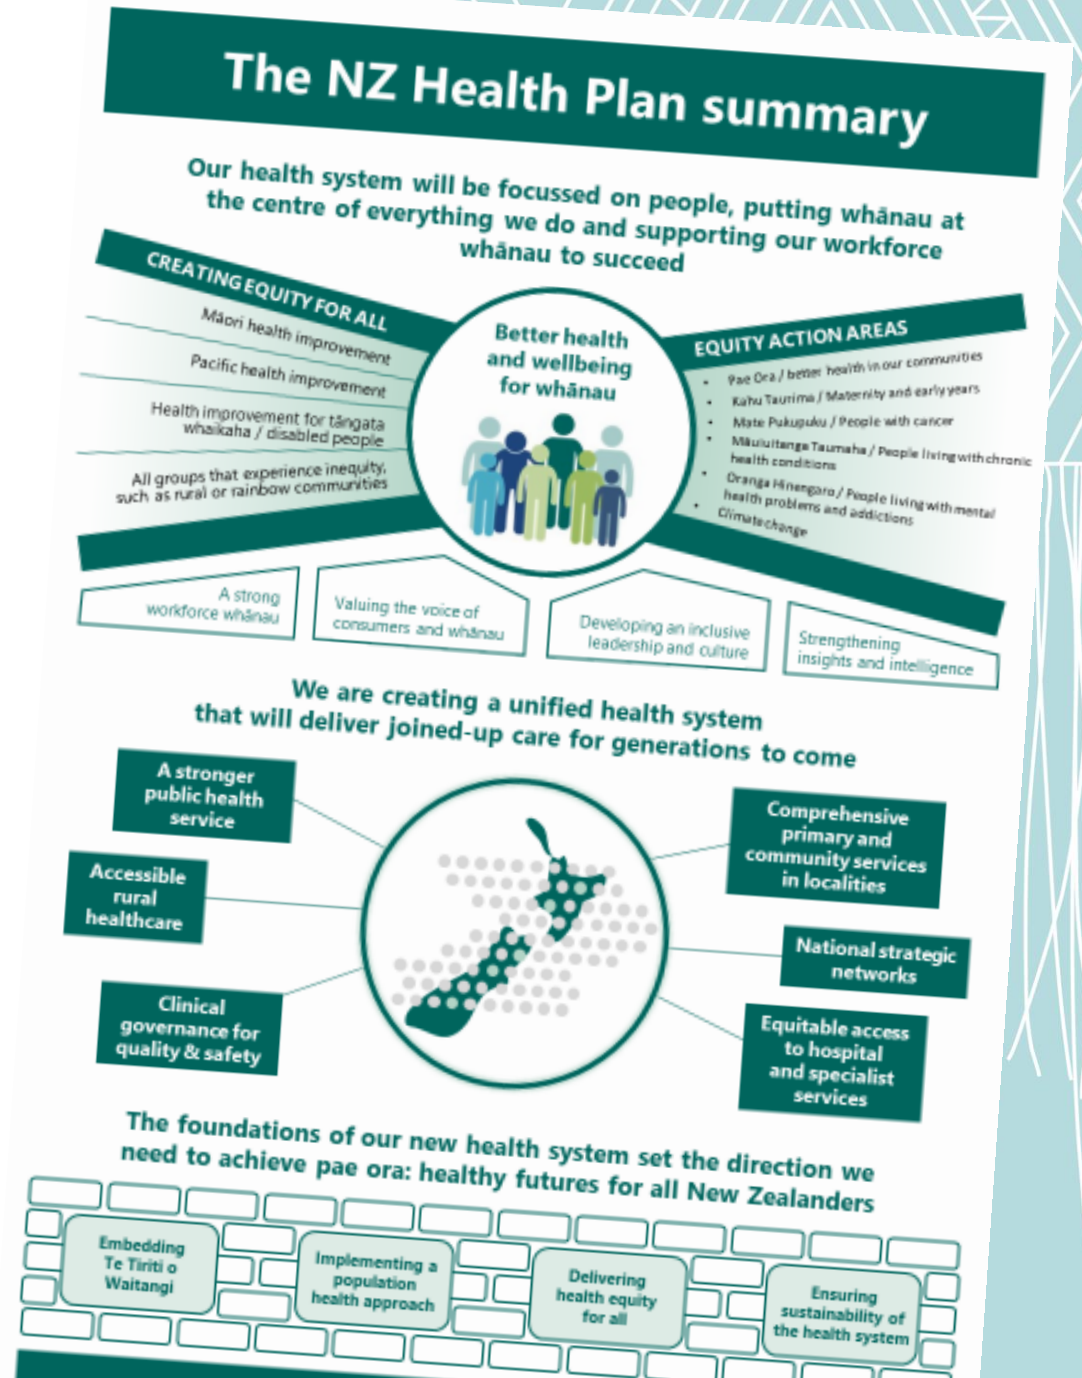 The NZ Health Plan summary
Our health system will be focussed on people, putting whānau at
the centre of everything we do and supporting our workforce
whānau to succeed
CREATING EQUITY FOR ALL
Māori health improvement
Pacific health improvement
Health improvement for tāngata
whaikaha / disabled people
All groups that experience inequity,
such as rural or rainbow communities
Better health
and wellbeing
for whānau
EQUITY ACTION AREAS
• Pae Ora / better health in our communities
• Kahu Taurima / Maternity and early years
• Mate Pukupuku / People with cancer
• Māuiuitanga Taumaha / People living with chronic
health conditions
• Oranga Hinengaro / People living with mental
health problems and addictions
• Climate change
A strong
workforce whānau
Valuing the voice of
consumers and whānau
Developing an inclusive
leadership and culture
Strengthening
insights and intelligence
We are creating a unified health system
that will deliver joined-up care for generations to come
A stronger
public health
service
Accessible
rural
healthcare
Clinical
governance for
quality & safety
Comprehensive
primary and
community services
in localities
National strategic
networks
Equitable access
to hospital
and specialist
services
The foundations of our new health system set the direction we
need to achieve pae ora: healthy futures for all New Zealanders
Embedding
Te Tiriti o
Waitangi
Implementing a
population
health approach
Delivering
health equity
for all
Ensuring
sustainability of
the health system